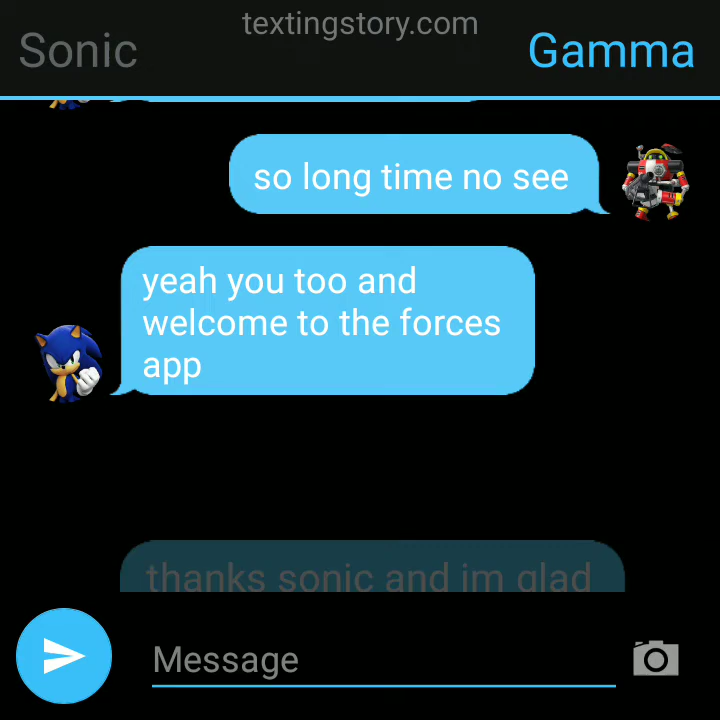 textingstory.com
Sonic
Gamma
so long time no see
yeah you too and
welcome to the forces
app
thanks sonic and im glad
Message